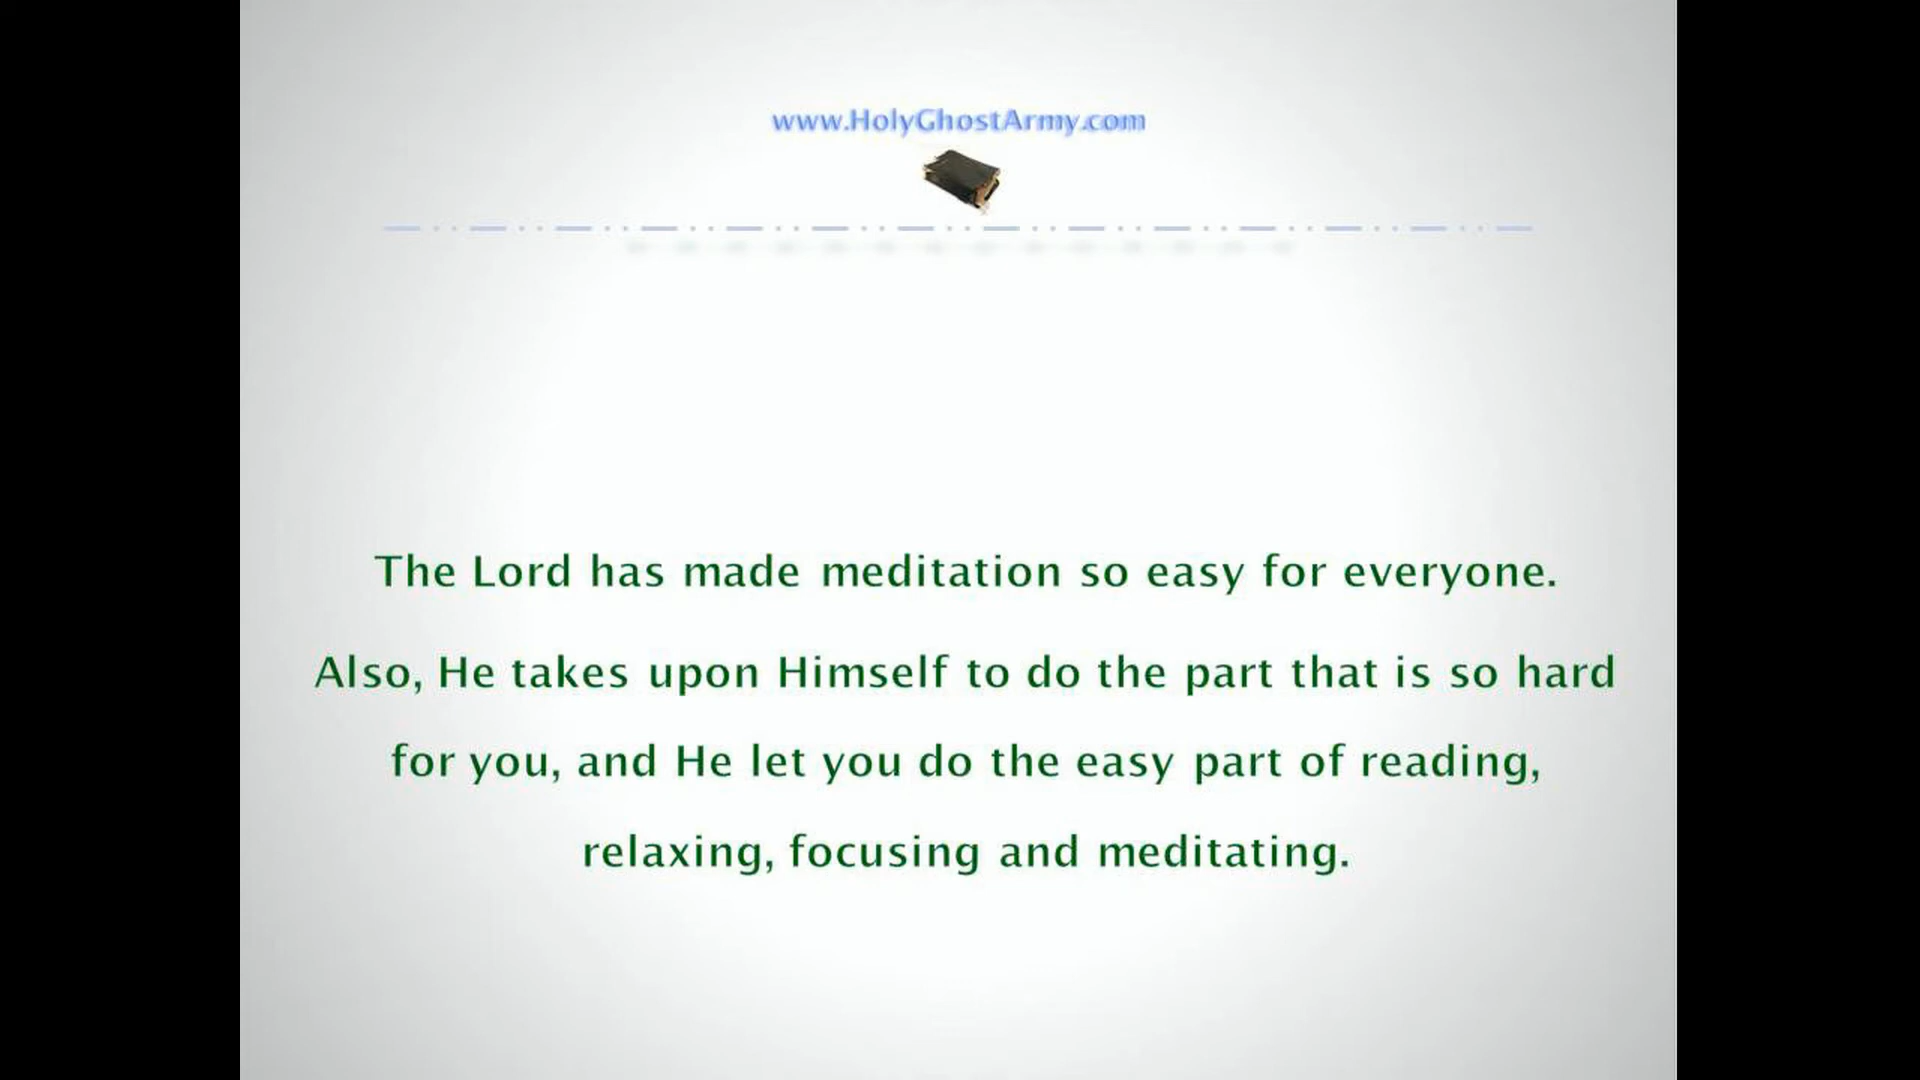 www.HolyGhostArmy.com
The Lord has made meditation so easy for everyone.
Also, He takes upon Himself to do the part that is so hard
for you, and He let you do the easy part of reading,
relaxing, focusing and meditating.